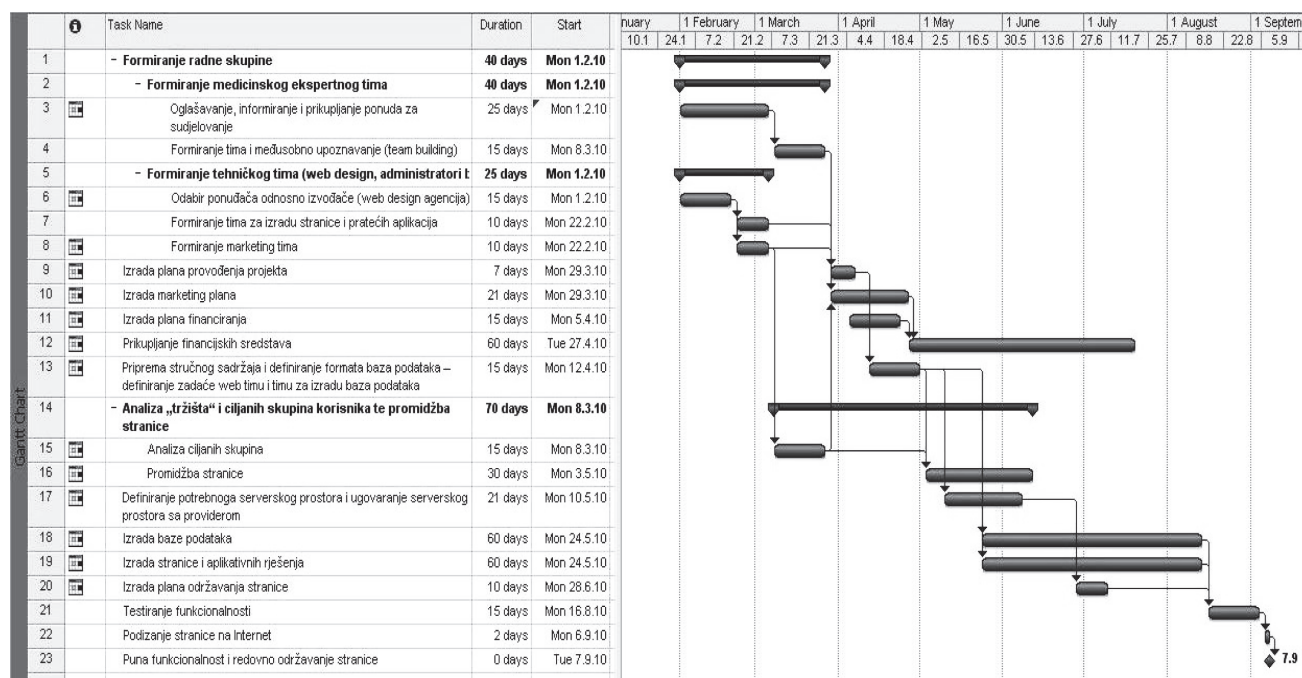 Task Name Duration Start nuary 1 February 1 March 1 April 1 May 1 June 1 July 1 August 1 Septem
10.1 24.1 7.2 21.2 7.3 21.3 4.4 18.4 2.5 16.5 30.5 13.6 27.6 11.7 25.7 8.8 22.8 5.9
1 - Formiranje radne skupine 40 days Mon 1.2.10
2 - Formiranje medicinskog ekspertnog tima 40 days Mon 1.2.10
3 Oglašavanje, informiranje i prikupljanje ponuda za 25 days Mon 1.2.10
sudjelovanje
4 Formiranje tima i međusobno upoznavanje (team building) 15 days Mon 8.3.10
5 - Formiranje tehničkog tima (web design, administratori t 25 days Mon 1.2.10
6 Odabir ponuđača odnosno izvođače (web design agencija) 15 days Mon 1.2.10
7 Formiranje tima za izradu stranice i pratećih aplikacija 10 days Mon 22.2.10
8 Formiranje marketing tima 10 days Mon 22.2.10
9 Izrada plana provođenja projekta 7 days Mon 29.3.10
10 Izrada marketing plana 21 days Mon 29.3.10
11 Izrada plana financiranja 15 days Mon 5.4.10
12 Prikupljanje financijskih sredstava 60 days Tue 27.4.10
13 Priprema stručnog sadržaja i definiranje formata baza podataka – 15 days Mon 12.4.10
definiranje zadaće web timu i timu za izradu baza podataka
14 - Analiza „tržišta“ i ciljanih skupina korisnika te promidžba 70 days Mon 8.3.10
stranice
15 Analiza ciljanih skupina 15 days Mon 8.3.10
16 Promidžba stranice 30 days Mon 3.5.10
17 Definiranje potrebnoga serverskog prostora i ugovaranje serverskog 21 days Mon 10.5.10
prostora sa providerom
18 Izrada baze podataka 60 days Mon 24.5.10
19 Izrada stranice i aplikativnih rješenja 60 days Mon 24.5.10
20 Izrada plana održavanja stranice 10 days Mon 28.6.10
21 Testiranje funkcionalnosti 15 days Mon 16.8.10
22 Podizanje stranice na Internet 2 days Mon 6.9.10
23 Puna funkcionalnost i redovno održavanje stranice 0 days Tue 7.9.10 7.9
Gantt Chart